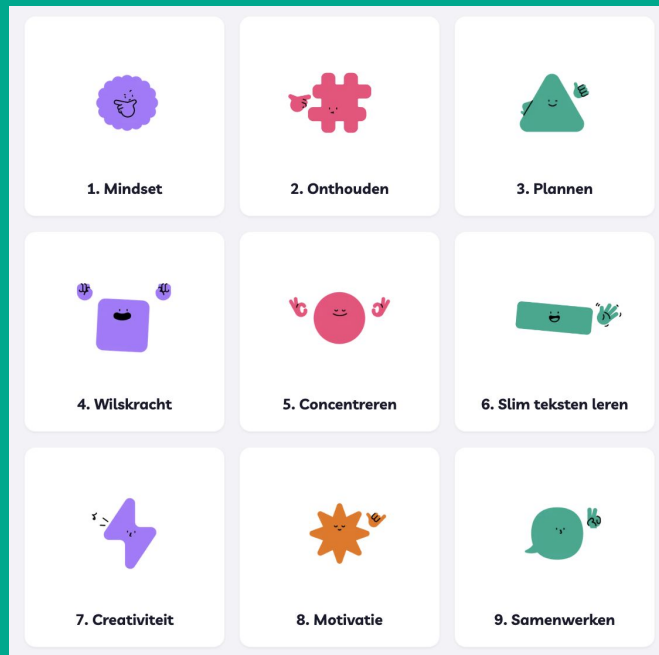 1. Mindset
2. Onthouden
3. Plannen
4. Wilskracht
5. Concentreren
6. Slim teksten leren
7. Creativiteit
8. Motivatie
9. Samenwerken